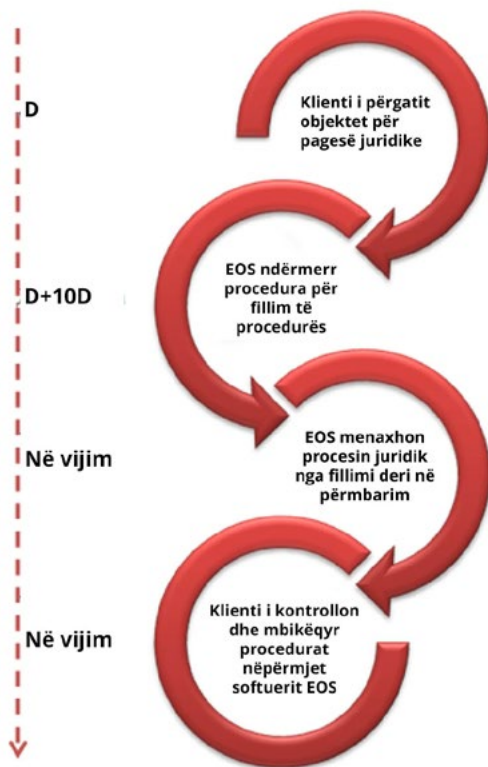 D
Klienti i përgatit
objektet për
pagesë juridike
D+10D
EOS ndërmerr
procedura për
fillim të
procedurës
Në vijim
EOS menaxhon
procesin juridik
nga fillimi deri në
përmbarim
Në vijim
Klienti i kontrollon
dhe mbikëqyr
procedurat
nëpërmjet
softuerit EOS